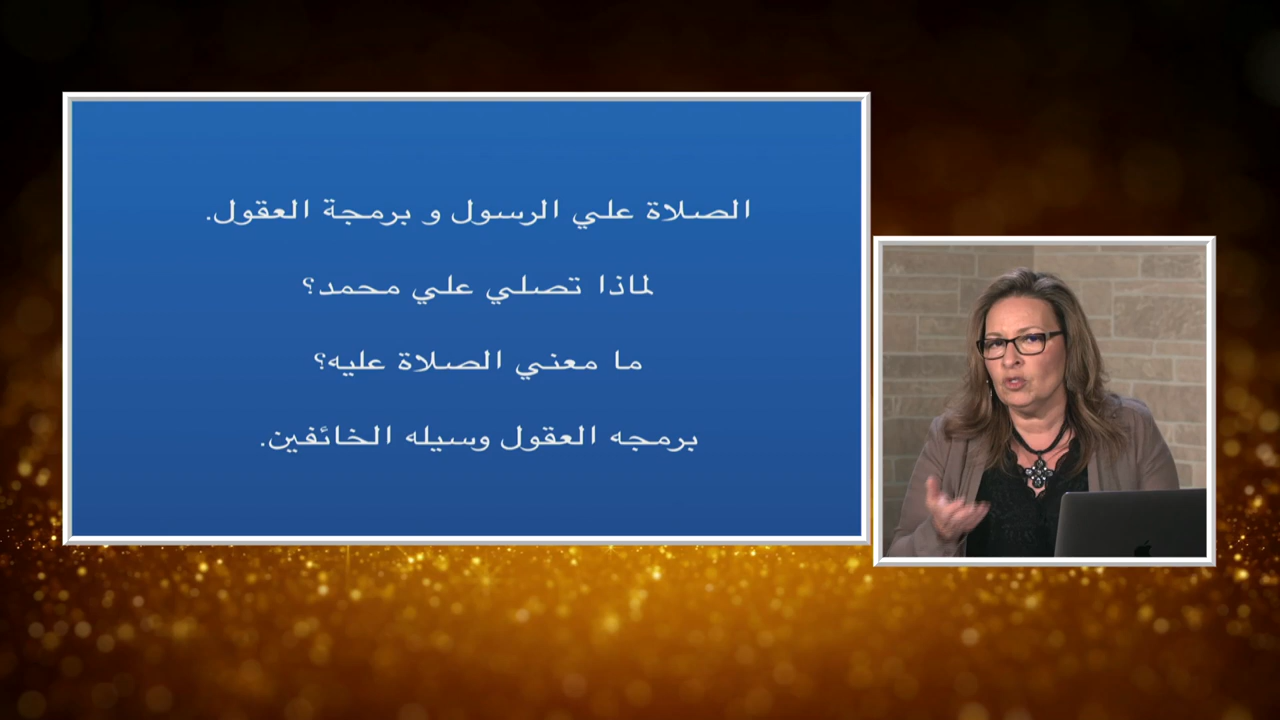 الصلاة علي الرسول و برمجة العقول.
لماذا تصلي علي محمد؟
ما معني الصلاة عليه؟
برمجه العقول وسيله الخائفين.